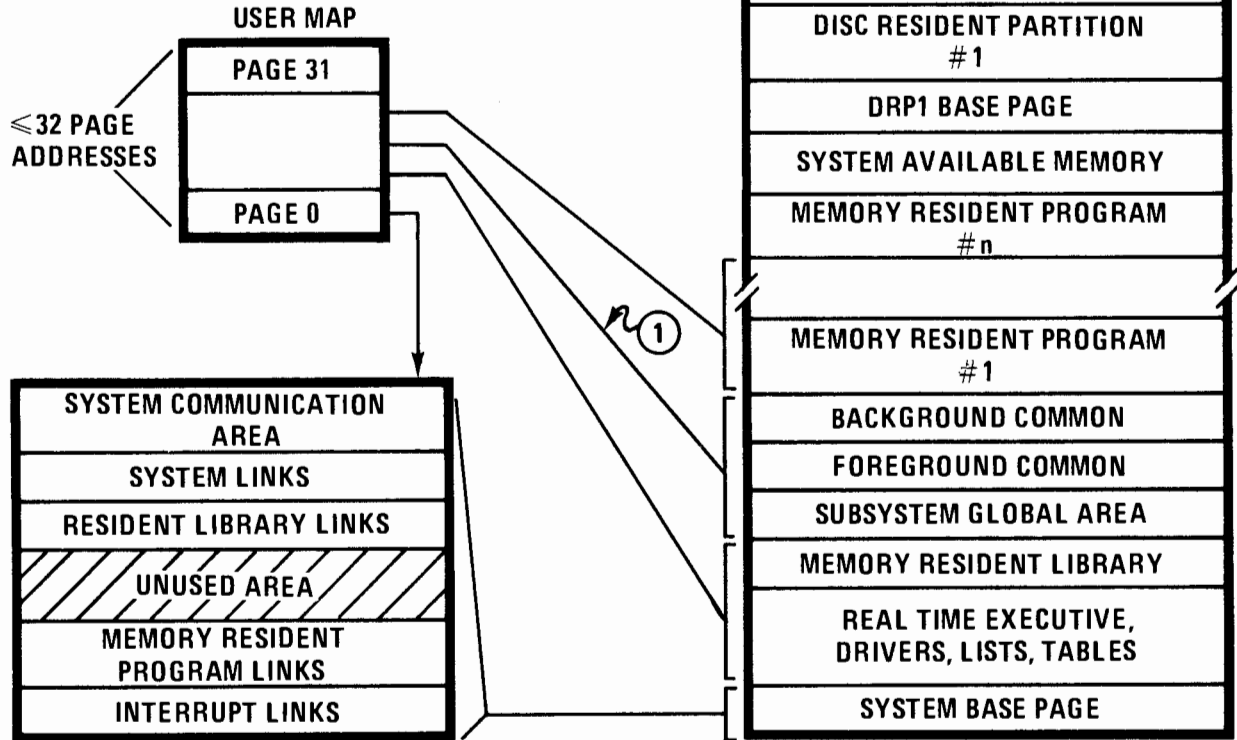 USER MAP
PAGE 31
≤32 PAGE
ADDRESSES
PAGE 0
SYSTEM COMMUNICATION
AREA
SYSTEM LINKS
RESIDENT LIBRARY LINKS
UNUSED AREA
MEMORY RESIDENT
PROGRAM LINKS
INTERRUPT LINKS
1
DISC RESIDENT PARTITION
#1
DRP1 BASE PAGE
SYSTEM AVAILABLE MEMORY
MEMORY RESIDENT PROGRAM
#n
MEMORY RESIDENT PROGRAM
#1
BACKGROUND COMMON
FOREGROUND COMMON
SUBSYSTEM GLOBAL AREA
MEMORY RESIDENT LIBRARY
REAL TIME EXECUTIVE,
DRIVERS, LISTS, TABLES
SYSTEM BASE PAGE